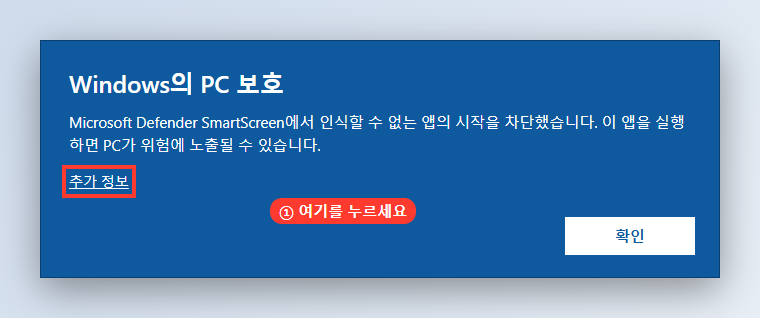 Windows의 PC 보호
Microsoft Defender SmartScreen에서 인식할 수 없는 앱의 시작을 차단했습니다. 이 앱을 실행
하면 PC가 위험에 노출될 수 있습니다.
추가 정보
① 여기를 누르세요
확인